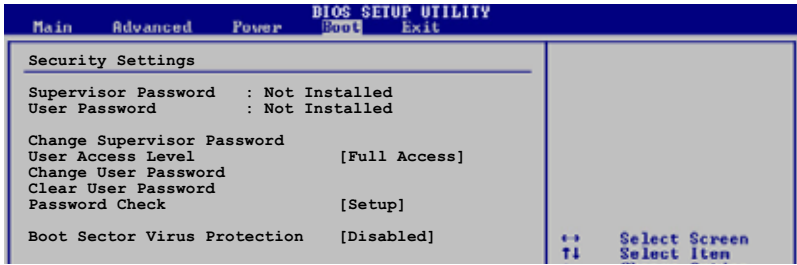 BIOS SETUP UTILITY
Main Advanced Power Boot Exit
Security Settings
Supervisor Password : Not Installed
User Password : Not Installed
Change Supervisor Password
User Access Level [Full Access]
Change User Password
Clear User Password
Password Check [Setup]
Boot Sector Virus Protection [Disabled]
↔ Select Screen
↑↓ Select Item